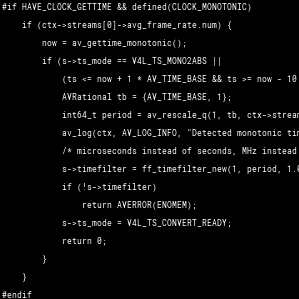 #if HAVE_CLOCK_GETTIME && defined(CLOCK_MONOTONIC)
if (ctx->streams[0]->avg_frame_rate.num) {
now = av_gettime_monotonic();
if (s->ts_mode == V4L_TS_MONO2ABS ||
(ts <= now + 1 * AV_TIME_BASE && ts >= now - 10
AVRational tb = {AV_TIME_BASE, 1};
int64_t period = av_rescale_q(1, tb, ctx->strea
av_log(ctx, AV_LOG_INFO, "Detected monotonic ti
/* microseconds instead of seconds, MHz instead
s->timefilter = ff_timefilter_new(1, period, 1.
if (!s->timefilter)
return AVERROR(ENOMEM);
s->ts_mode = V4L_TS_CONVERT_READY;
return 0;
}
}
#endif